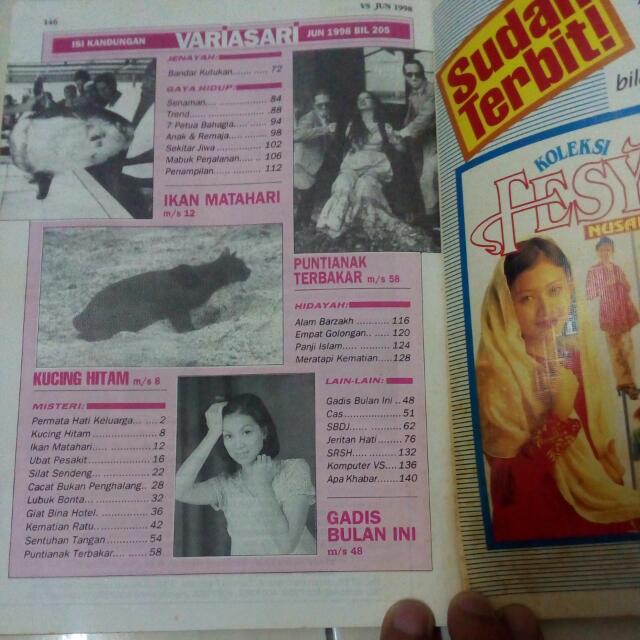 146
VS JUN 1998
ISI KANDUNGAN VARIASARI JUN 1998 BIL 205
JENAYAH:
Bandar Kutukan........ ..... 72
GAYA HIDUP:
Senaman... ..................... 84
Trend............................. 88
7 Petua Bahagia.... ........ 94
Anak & Remaja.............. 98
Sekitar Jiwa ................. 102
Mabuk Perjalanan........ 106
Penampilan .................. 112
IKAN MATAHARI
m/s 12
PUNTIANAK
TERBAKAR m/s 58
HIDAYAH:
Alam Barzakh ........... 116
Empat Golongan.. .... 120
Panji Islam..... .......... 124
Meratapi Kematian....128
KUCING HITAM m/s 8
MISTERI:
Permata Hati Keluarga.... ... 2
Kucing Hitam ..................... 8
Ikan Matahari.... ............... 12
Ubat Pesakit .................... 16
Silat Sendeng................... 22
Cacat Bukan Penghalang.. 28
Lubuk Bonta... .................. 32
Giat Bina Hotel. ................ 36
Kematian Ratu.. ............... 42
Sentuhan Tangan ............. 54
Puntianak Terbakar.... ...... 58
LAIN-LAIN:
Gadis Bulan Ini .. 48
Cas..................... 51
SBDJ .................. 62
Jeritan Hati......... 76
SRSH................ 132
Komputer VS.... 136
Apa Khabar....... 140
GADIS
BULAN INI
m/s 48
Sudah
Terbit!
KOLEKSI